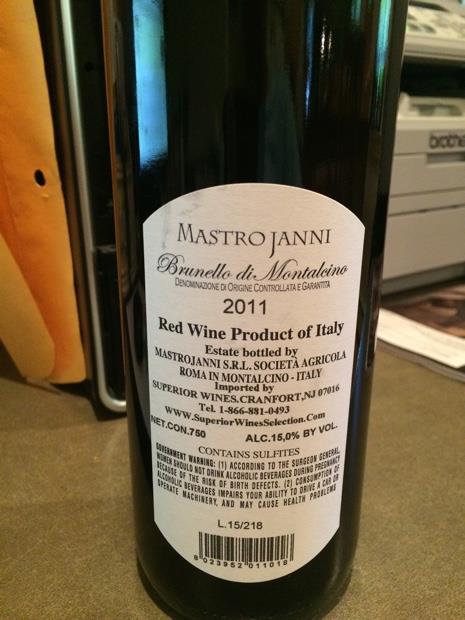 MASTROJANNI
Brunello di Montalcino
DENOMINAZIONE DI ORIGINE CONTROLLATA E GARANTITA
2011
Red Wine Product of Italy
Estate bottled by
MASTROJANNI S.R.L. SOCIETÀ AGRICOLA
ROMA IN MONTALCINO - ITALY
Imported by
SUPERIOR WINES.CRANFORT,NJ 07016
Tel. 1-866-881-0493
www.SuperiorWinesSelection.Com
NET.CON.750 ALC.15,0% BY VOL.
CONTAINS SULFITES
GOVERNMENT WARNING: (1) ACCORDING TO THE SURGEON GENERAL,
WOMEN SHOULD NOT DRINK ALCOHOLIC BEVERAGES DURING PREGNANCY
BECAUSE OF THE RISK OF BIRTH DEFECTS. (2) CONSUMPTION OF
ALCOHOLIC BEVERAGES IMPAIRS YOUR ABILITY TO DRIVE A CAR OR
OPERATE MACHINERY, AND MAY CAUSE HEALTH PROBLEMS
L.15/218
8 023952 011018
brother